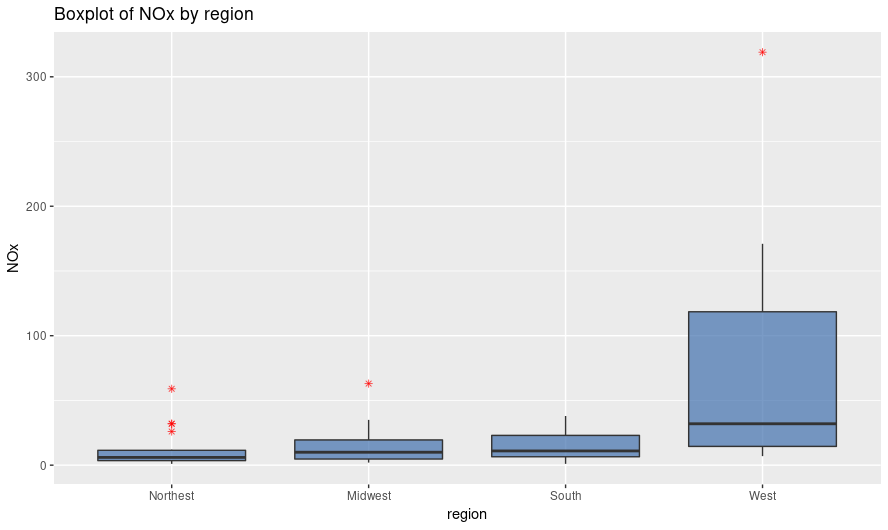 Boxplot of NOx by region
NOx
300
200
100
0
Northest
Midwest
South
West
region